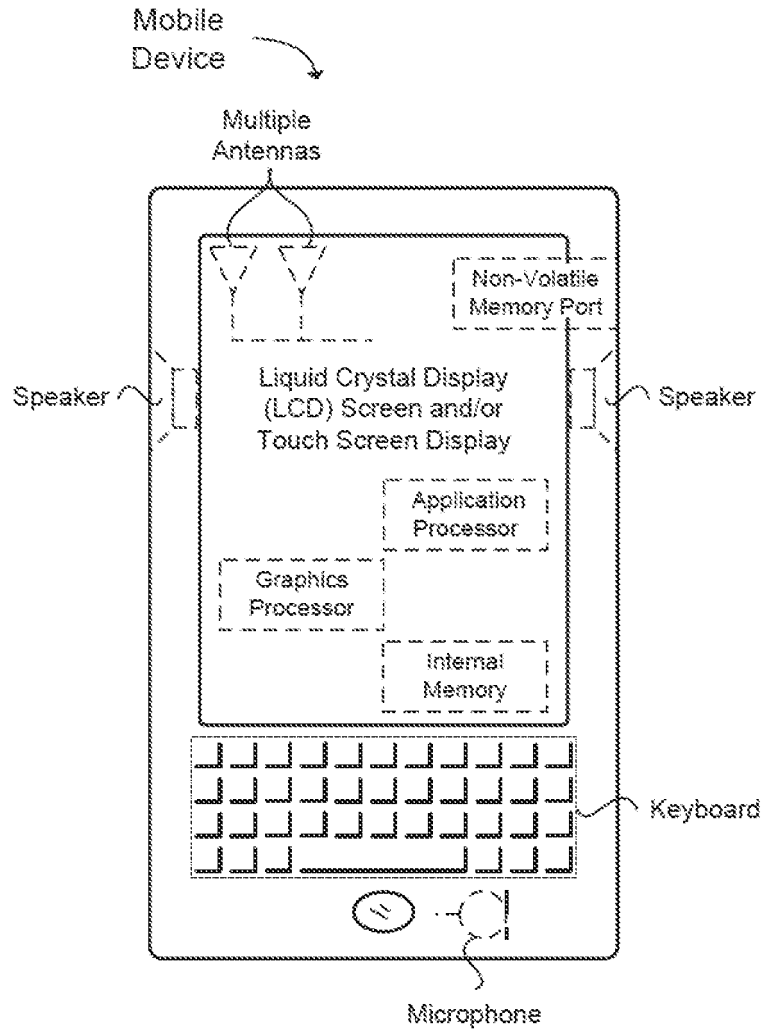 Mobile
Device
Multiple
Antennas
Non-Volatile
Memory Port
Speaker
Liquid Crystal Display
(LCD) Screen and/or
Touch Screen Display
Speaker
Application
Processor
Graphics
Processor
Internal
Memory
Keyboard
Microphone